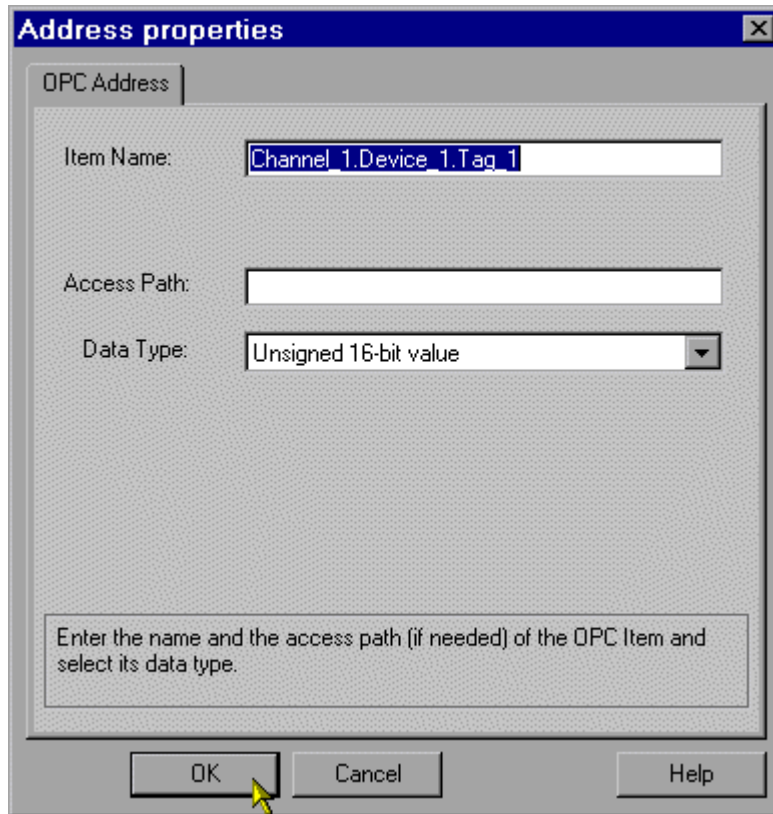 Address properties
OPC Address
Item Name: Channel_1.Device_1.Tag_1
Access Path:
Data Type: Unsigned 16-bit value
Enter the name and the access path (if needed) of the OPC Item and
select its data type.
OK Cancel Help